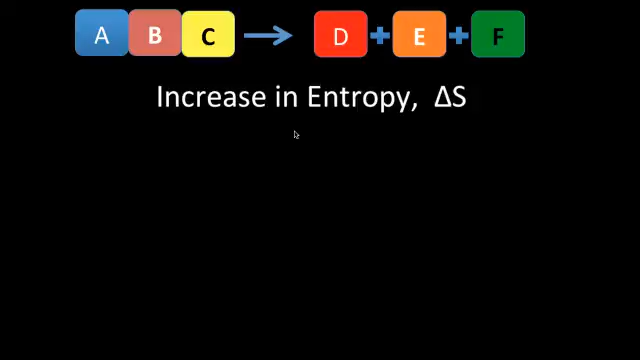 A B C → D + E + F
Increase in Entropy, ΔS